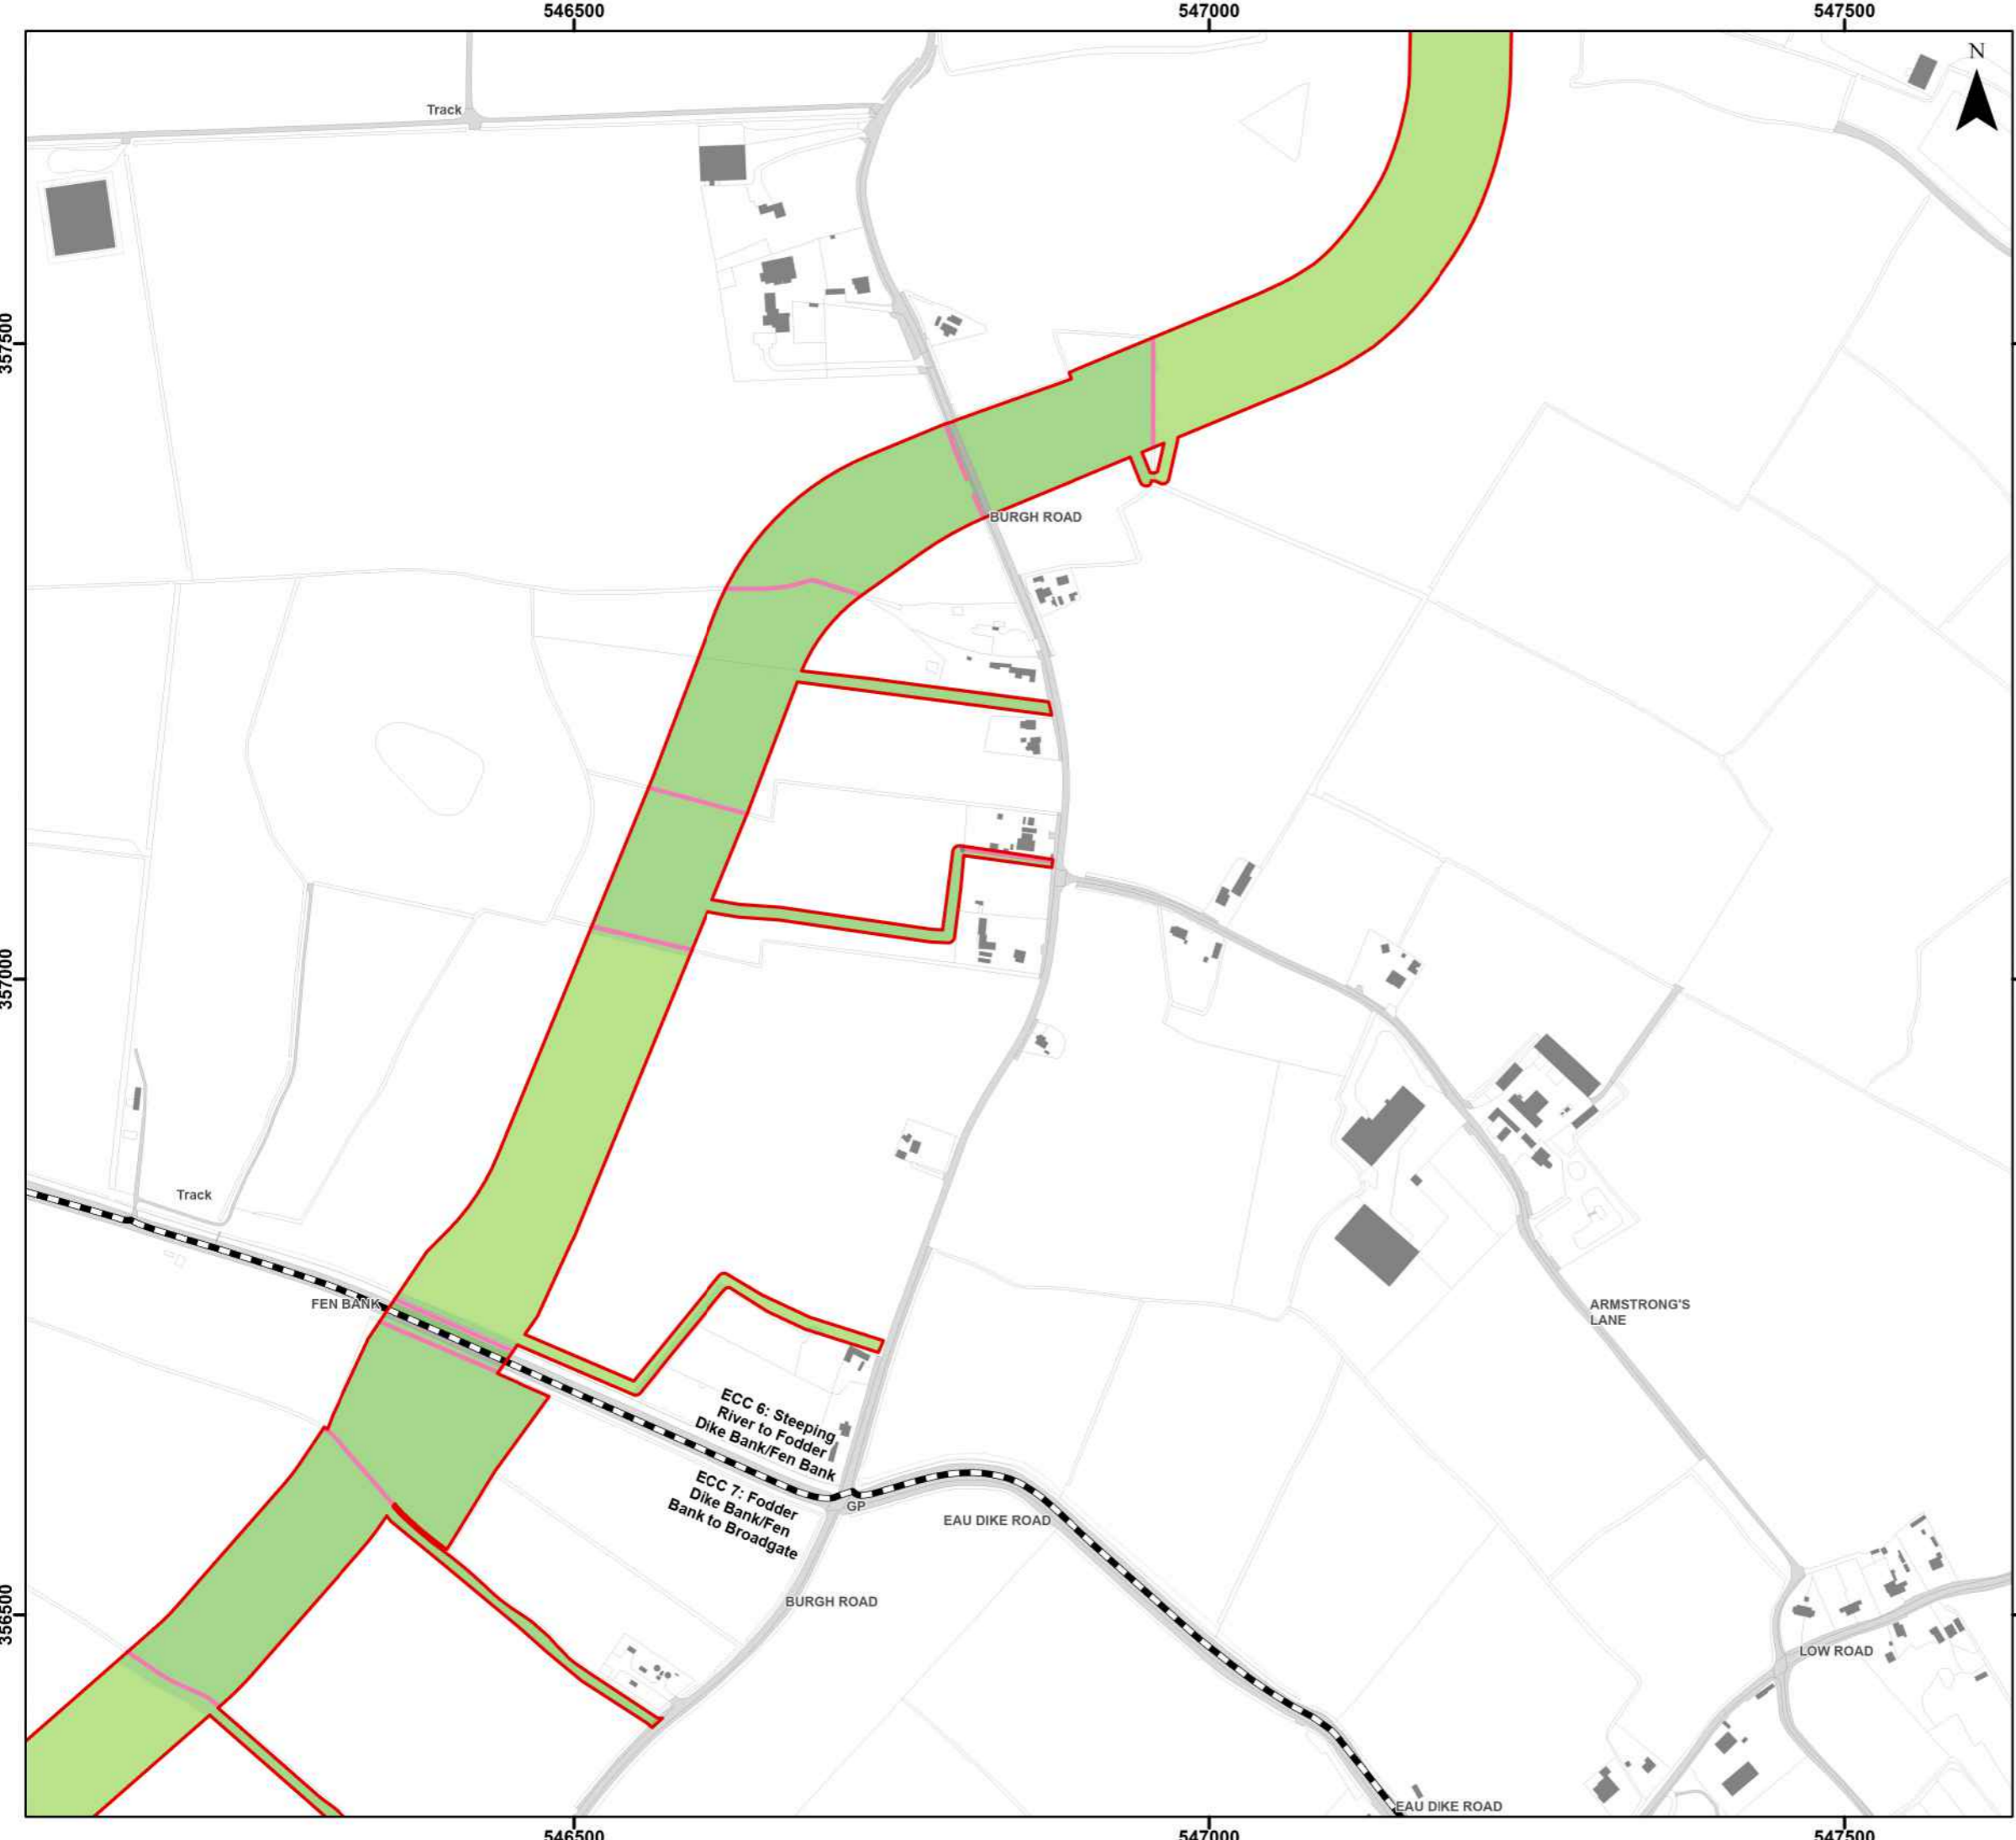 546500
547000
547500
N
Track
357500
BURGH ROAD
357000
Track
FEN BANK
ARMSTRONG'S
LANE
ECC 6: Steeping
River to Fodder
Dike Bank/Fen Bank
ECC 7: Fodder
Dike Bank/Fen
Bank to Broadgate
GP
EAU DIKE ROAD
356500
BURGH ROAD
LOW ROAD
EAU DIKE ROAD
546500
547000
547500